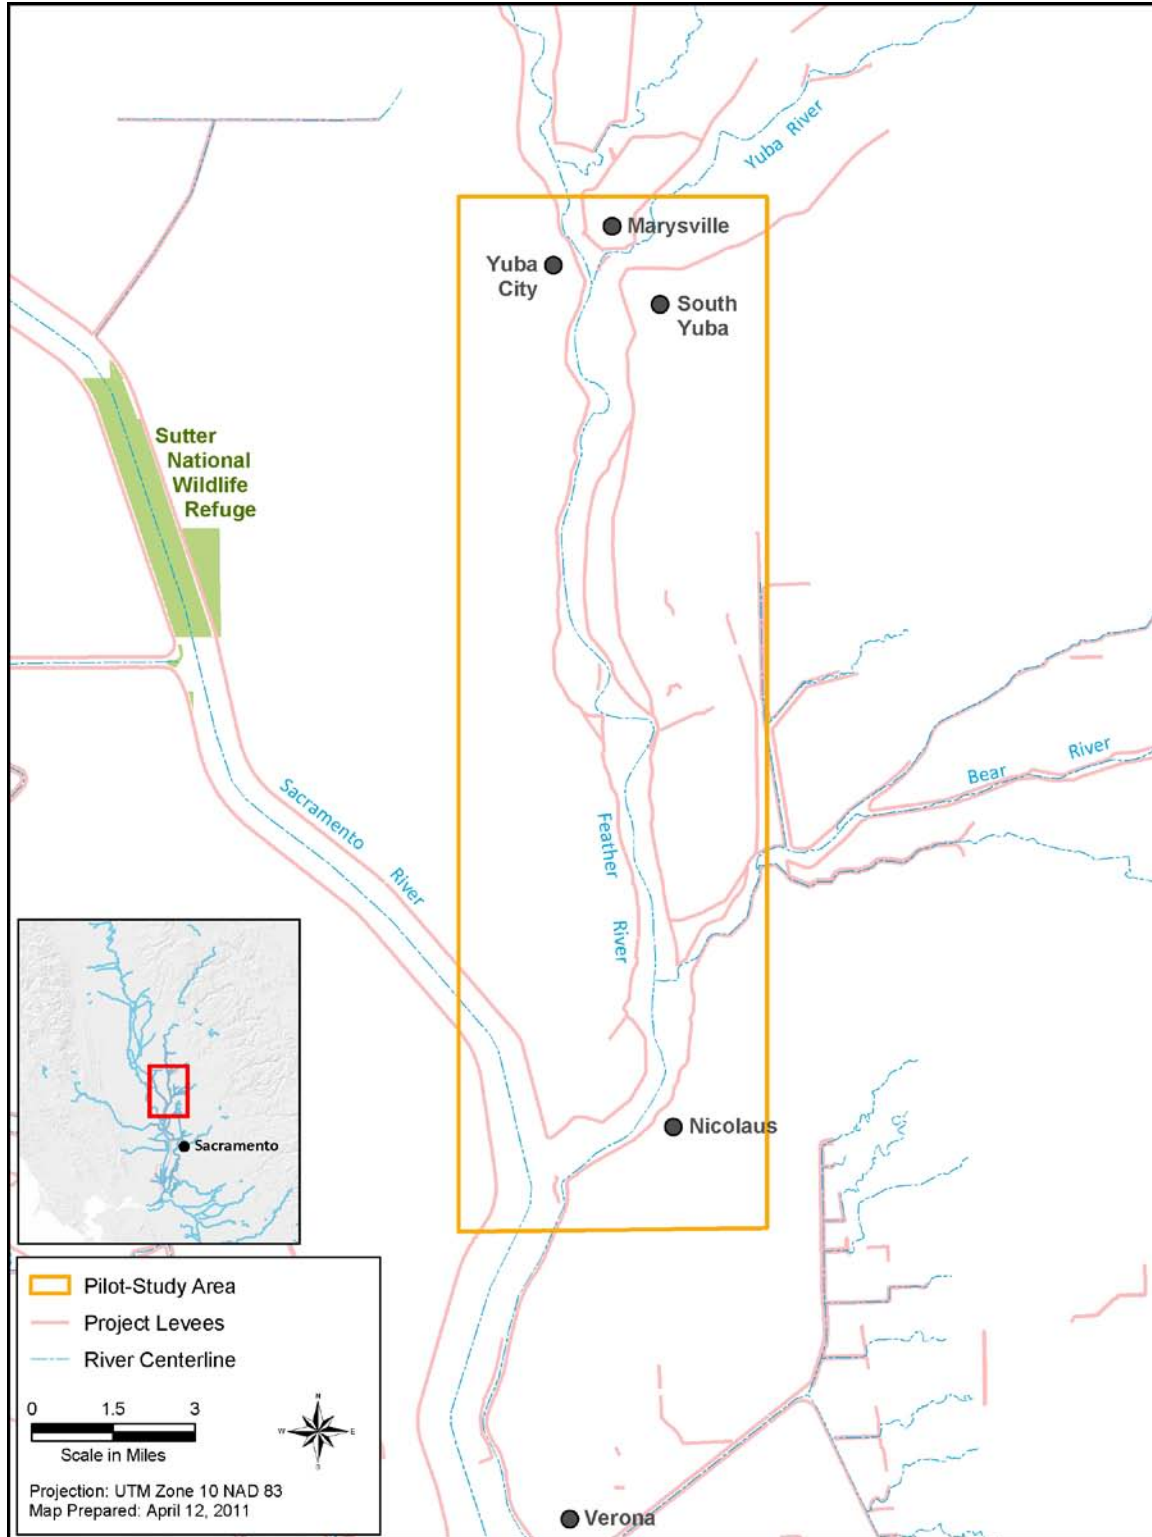 Yuba River
Marysville
Yuba
City
South
Yuba
Sutter
National
Wildlife
Refuge
Bear River
Sacramento
River
Feather
River
Sacramento
Nicolaus
Pilot-Study Area
Project Levees
River Centerline
0 1.5 3
Scale in Miles
N
W E
S
Projection: UTM Zone 10 NAD 83
Map Prepared: April 12, 2011
Verona